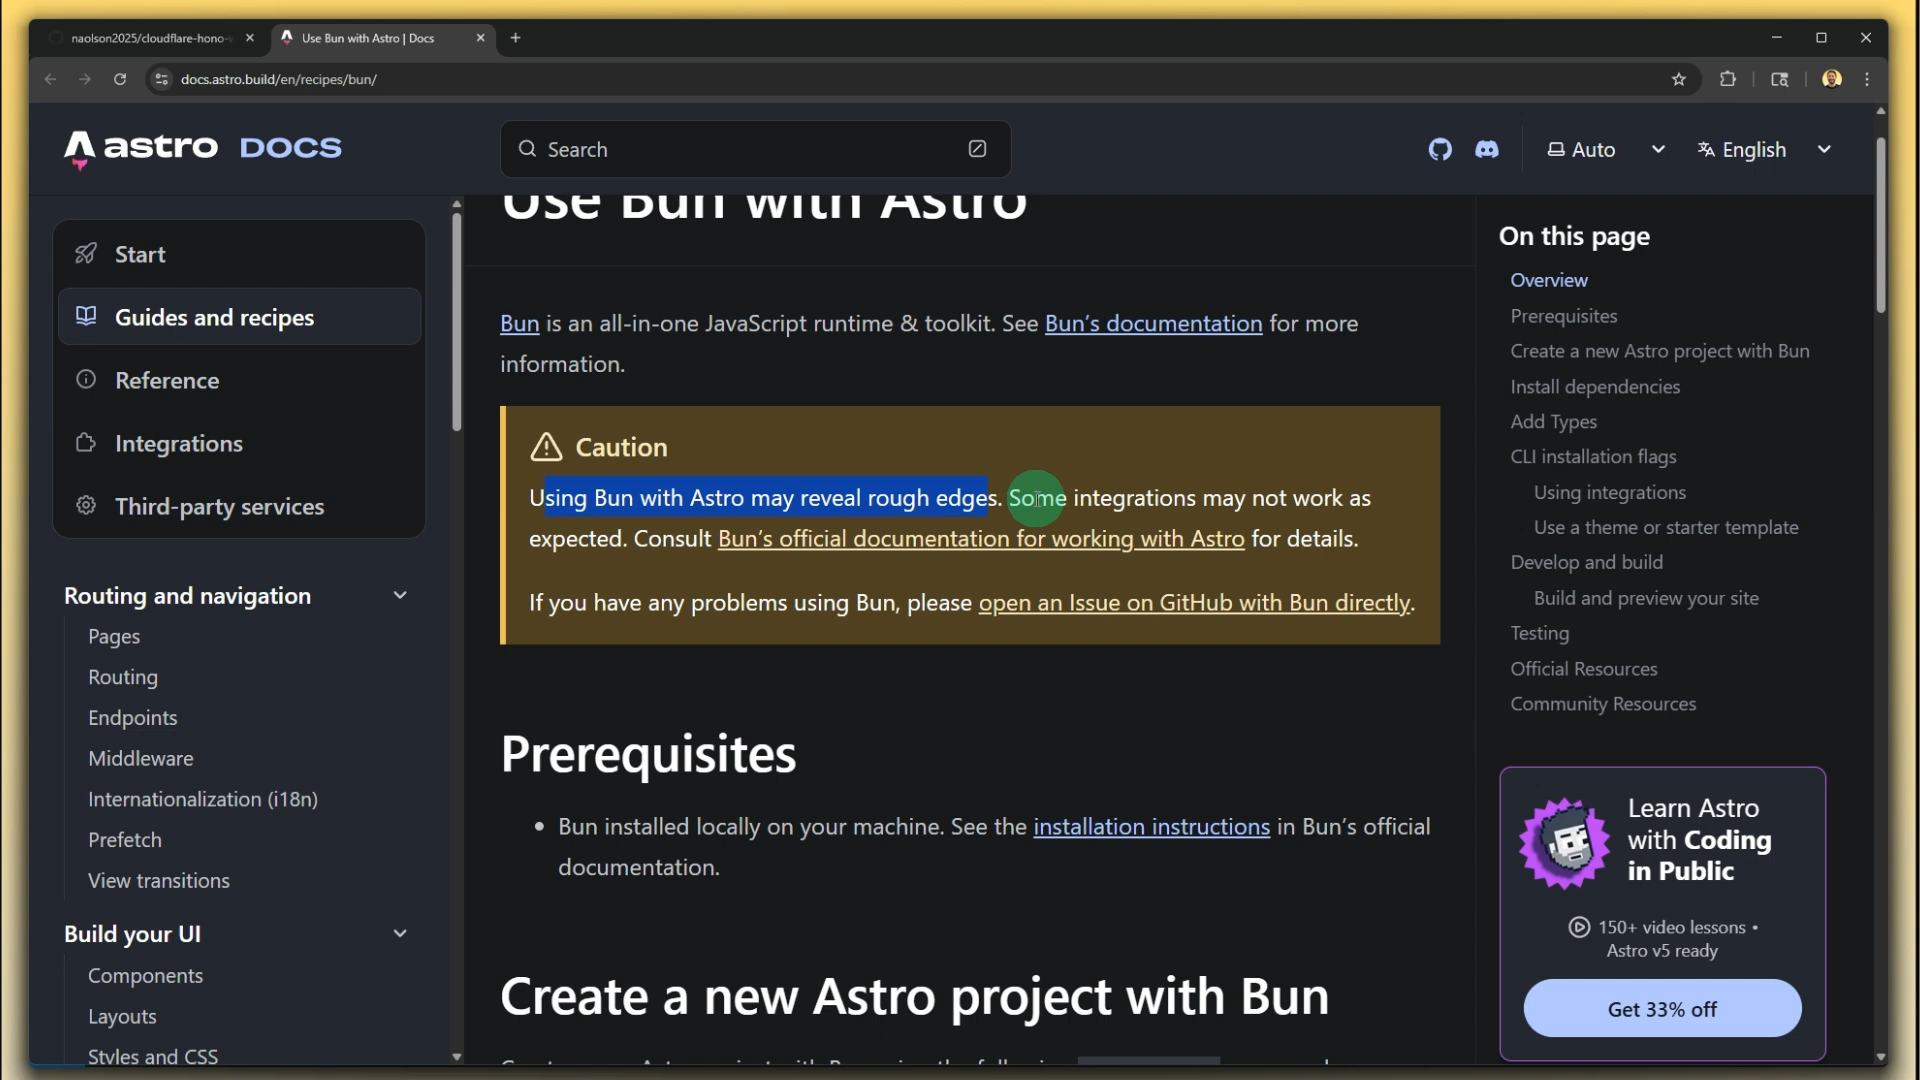 naolson2025/cloudflare-hono-
Use Bun with Astro | Docs
docs.astro.build/en/recipes/bun/
astro DOCS
Search
Auto
English
Use Bun with Astro
Start
Guides and recipes
Reference
Integrations
Third-party services
Routing and navigation
Pages
Routing
Endpoints
Middleware
Internationalization (i18n)
Prefetch
View transitions
Build your UI
Components
Layouts
Styles and CSS
Bun is an all-in-one JavaScript runtime & toolkit. See Bun's documentation for more
information.
Caution
Using Bun with Astro may reveal rough edges. Some integrations may not work as
expected. Consult Bun's official documentation for working with Astro for details.
If you have any problems using Bun, please open an Issue on GitHub with Bun directly.
Prerequisites
Bun installed locally on your machine. See the installation instructions in Bun's official
documentation.
Create a new Astro project with Bun
On this page
Overview
Prerequisites
Create a new Astro project with Bun
Install dependencies
Add Types
CLI installation flags
Using integrations
Use a theme or starter template
Develop and build
Build and preview your site
Testing
Official Resources
Community Resources
Learn Astro
with Coding
in Public
150+ video lessons •
Astro v5 ready
Get 33% off